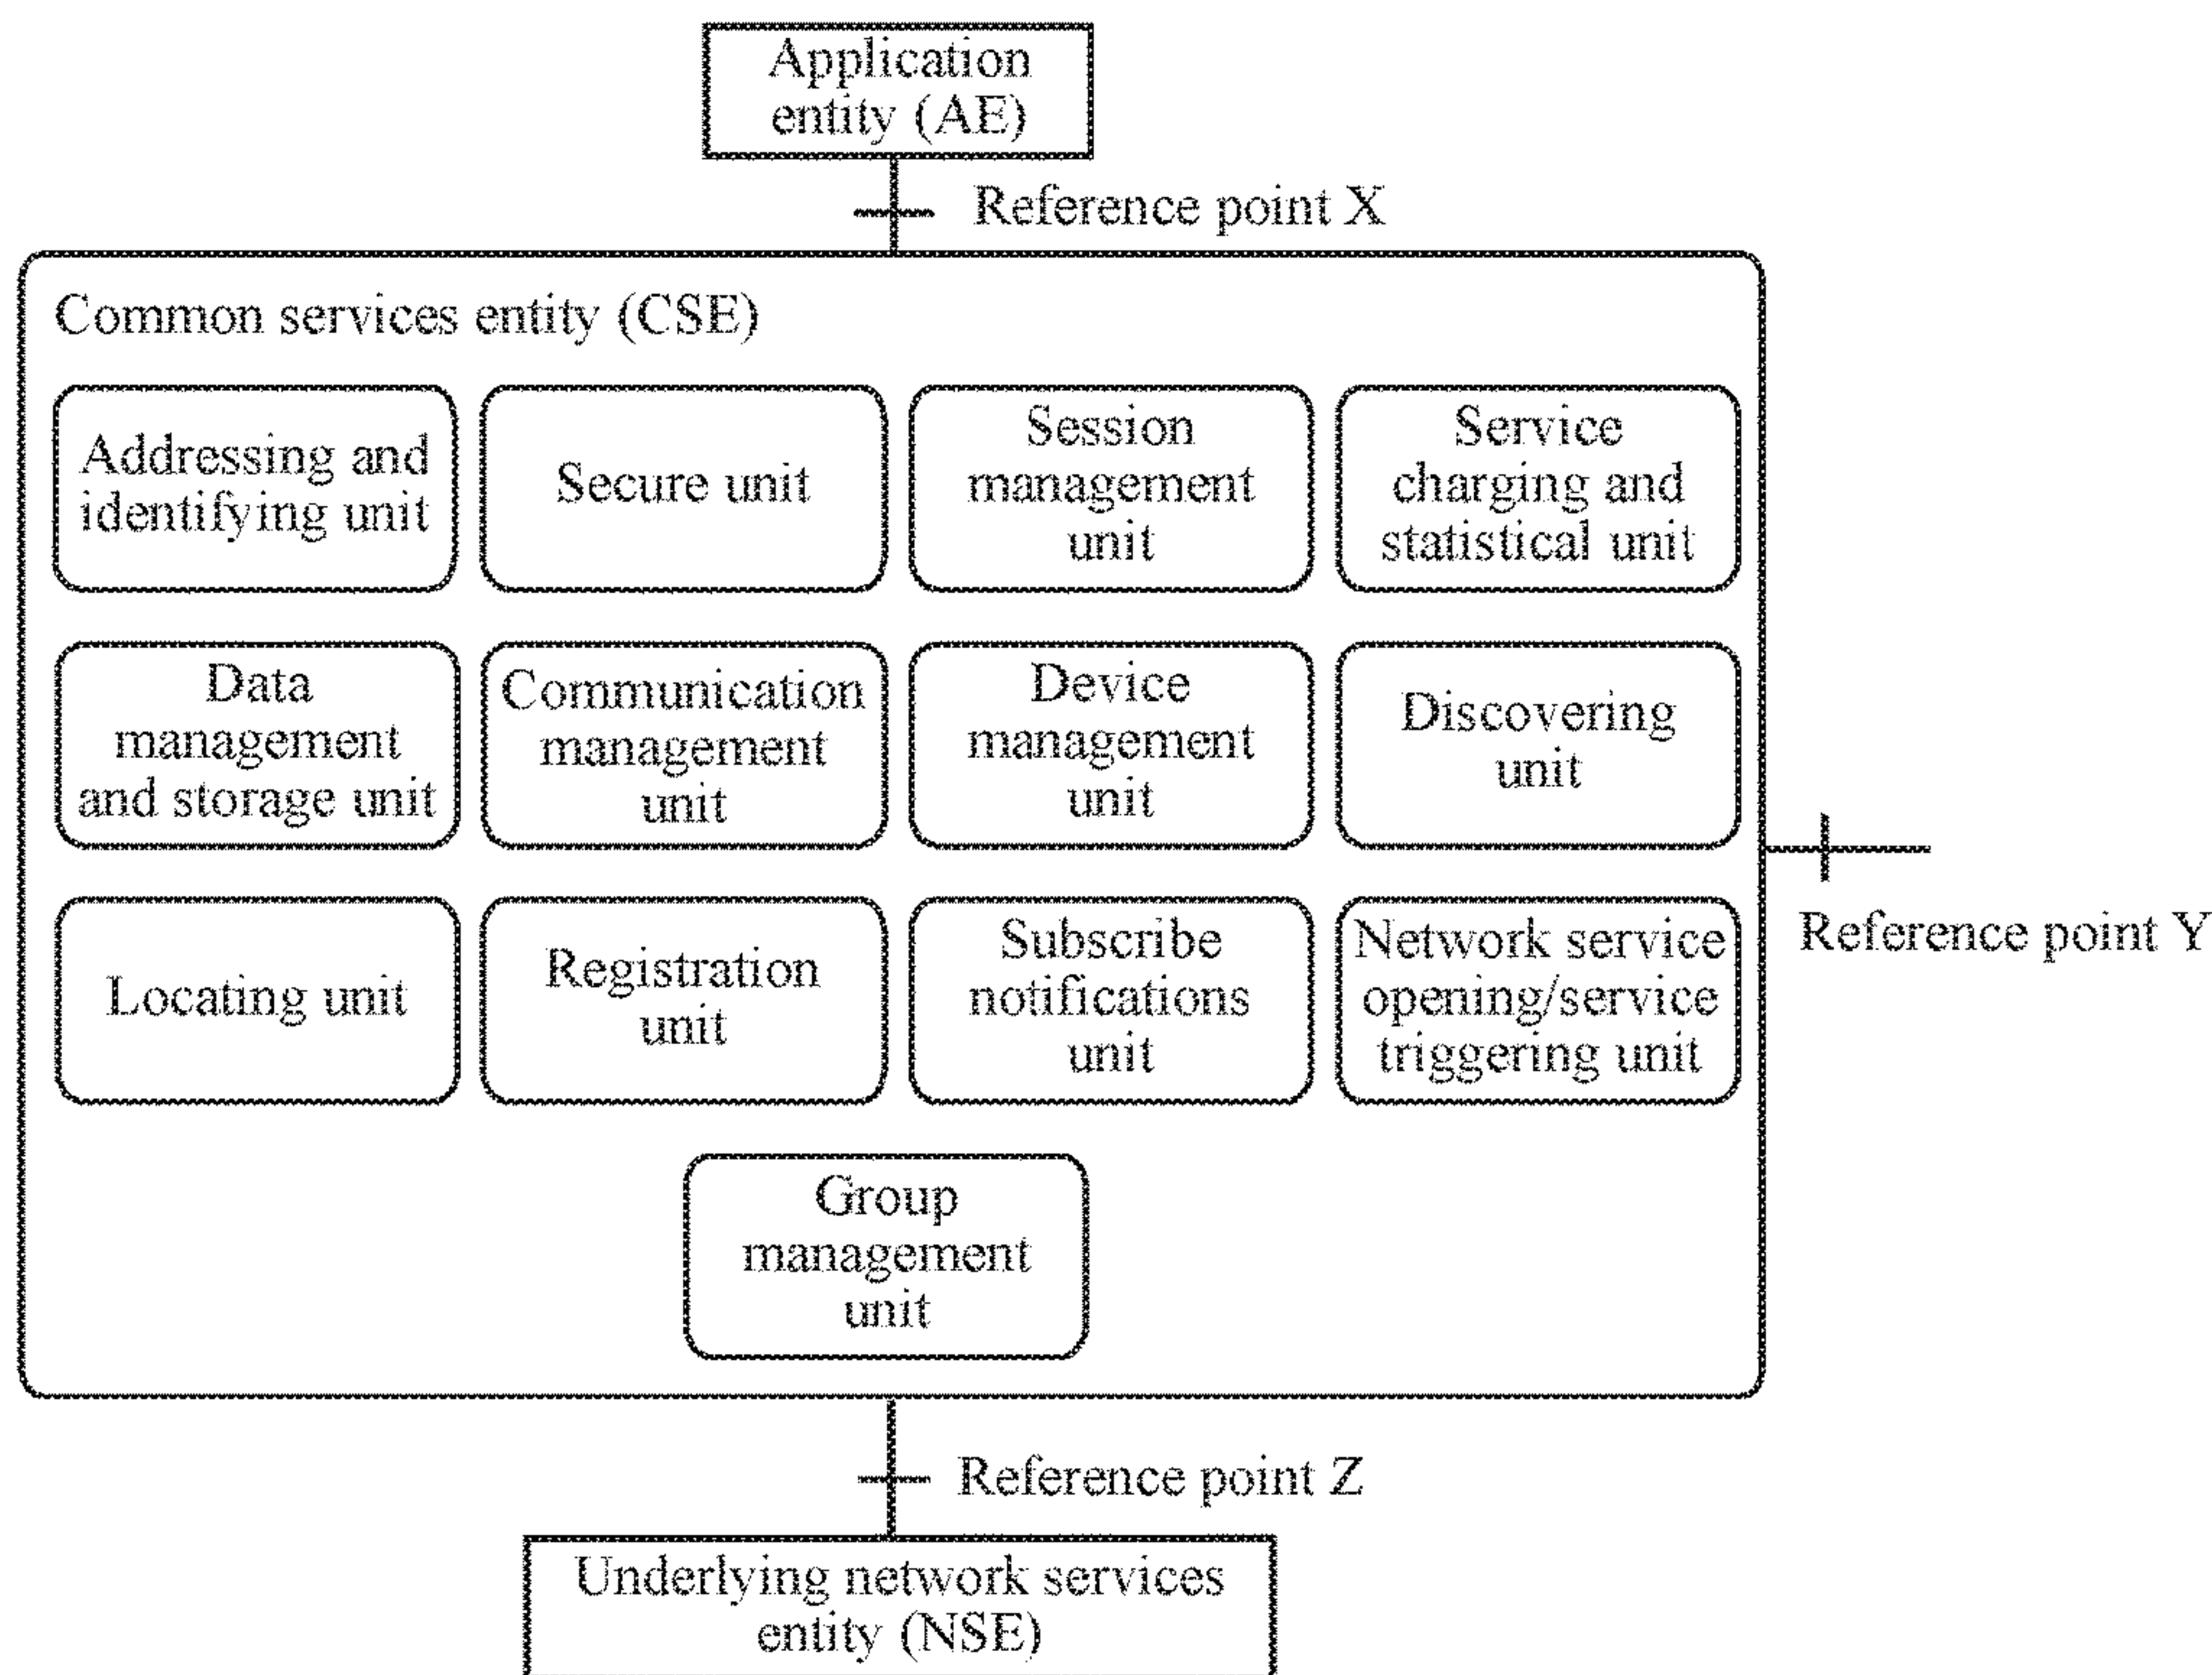 Application
entity (AE)
Reference point X
Common services entity (CSE)
Addressing and
identifying unit
Secure unit
Session
management
unit
Service
charging and
statistical unit
Data
management
and storage unit
Communication
management
unit
Device
management
unit
Discovering
unit
Reference point Y
Locating unit
Registration
unit
Subscribe
notifications
unit
Network service
opening/service
triggering unit
Group
management
unit
Reference point Z
Underlying network services
entity (NSE)